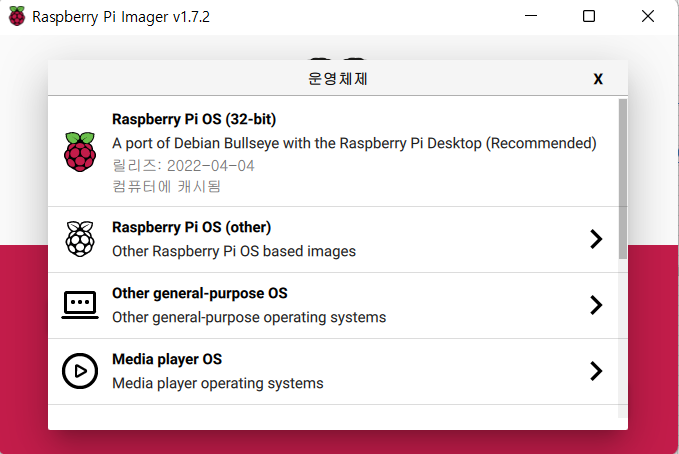 Raspberry Pi Imager v1.7.2
운영체제
X
Raspberry Pi OS (32-bit)
A port of Debian Bullseye with the Raspberry Pi Desktop (Recommended)
릴리즈: 2022-04-04
컴퓨터에 캐시됨
Raspberry Pi OS (other)
Other Raspberry Pi OS based images
Other general-purpose OS
Other general-purpose operating systems
Media player OS
Media player operating systems